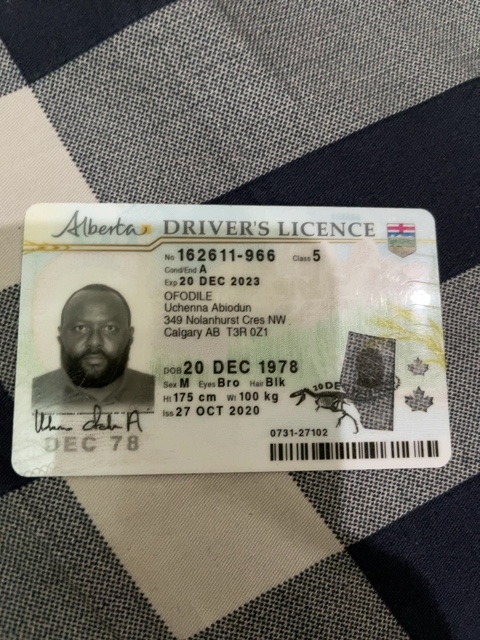 Alberta DRIVER'S LICENCE
No 162611-966 Class 5
Cond/End A
Exp 20 DEC 2023
OFODILE
Uchenna Abiodun
349 Nolanhurst Cres NW
Calgary AB T3R 0Z1
DOB 20 DEC 1978
Sex M Eyes Bro Hair Blk
Ht 175 cm Wt 100 kg
Iss 27 OCT 2020
20 DE
DEC 78
0731-27102